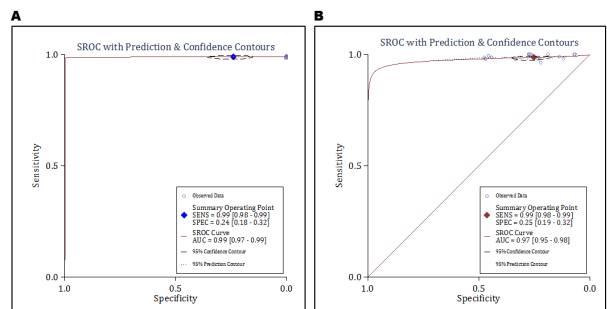 A
SROC with Prediction & Confidence Contours
1.0
0.5
0.0
Sensitivity
Observed Data
Summary Operating Point
SENS = 0.99 [0.98 - 0.99]
SPEC = 0.24 [0.18 - 0.32]
SROC Curve
AUC = 0.99 [0.97 - 0.99]
95% Confidence Contour
95% Prediction Contour
1.0
0.5
0.0
Specificity
B
SROC with Prediction & Confidence Contours
1.0
0.5
0.0
Sensitivity
Observed Data
Summary Operating Point
SENS = 0.99 [0.98 - 0.99]
SPEC = 0.25 [0.19 - 0.32]
SROC Curve
AUC = 0.97 [0.95 - 0.98]
95% Confidence Contour
95% Prediction Contour
1.0
0.5
0.0
Specificity